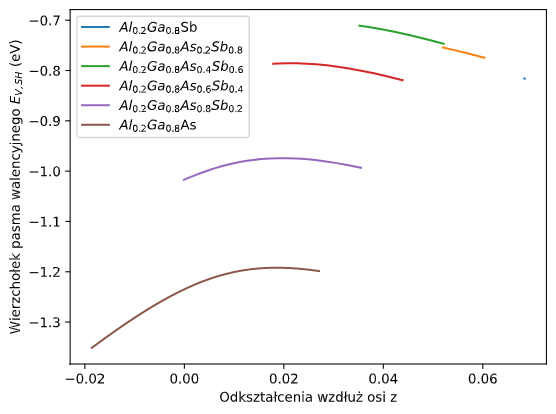 Al₀.₂Ga₀.₈Sb
Al₀.₂Ga₀.₈As₀.₂Sb₀.₈
Al₀.₂Ga₀.₈As₀.₄Sb₀.₆
Al₀.₂Ga₀.₈As₀.₆Sb₀.₄
Al₀.₂Ga₀.₈As₀.₈Sb₀.₂
Al₀.₂Ga₀.₈As
Wierzchołek pasma walencyjnego E_{V, SH} (eV)
−0.7
−0.8
−0.9
−1.0
−1.1
−1.2
−1.3
−0.02 0.00 0.02 0.04 0.06
Odkształcenia wzdłuż osi z